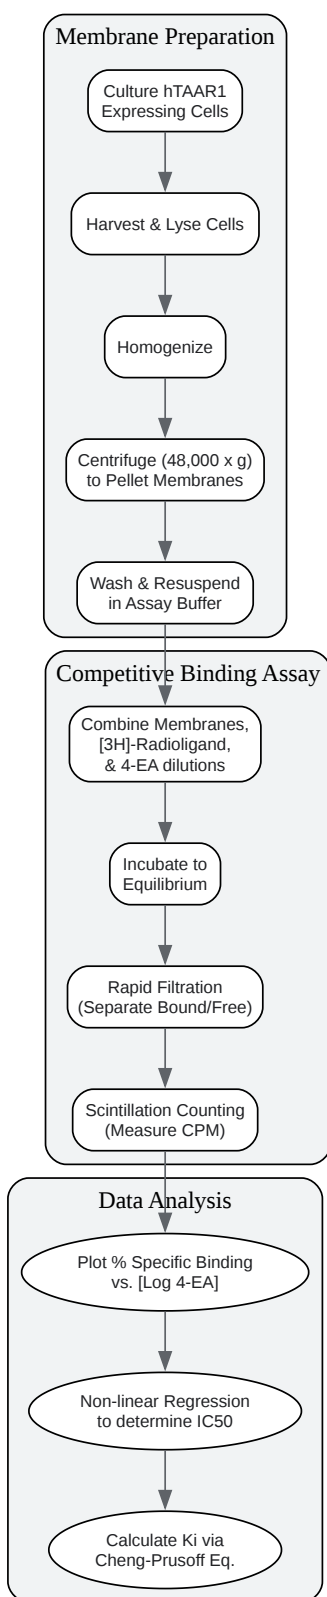 Membrane Preparation
Culture hTAAR1
Expressing Cells
Harvest & Lyse Cells
Homogenize
Centrifuge (48,000 x g)
to Pellet Membranes
Wash & Resuspend
in Assay Buffer
Competitive Binding Assay
Combine Membranes,
[3H]-Radioligand,
& 4-EA dilutions
Incubate to
Equilibrium
Rapid Filtration
(Separate Bound/Free)
Scintillation Counting
(Measure CPM)
Data Analysis
Plot % Specific Binding
vs. [Log 4-EA]
Non-linear Regression
to determine IC50
Calculate Ki via
Cheng-Prusoff Eq.